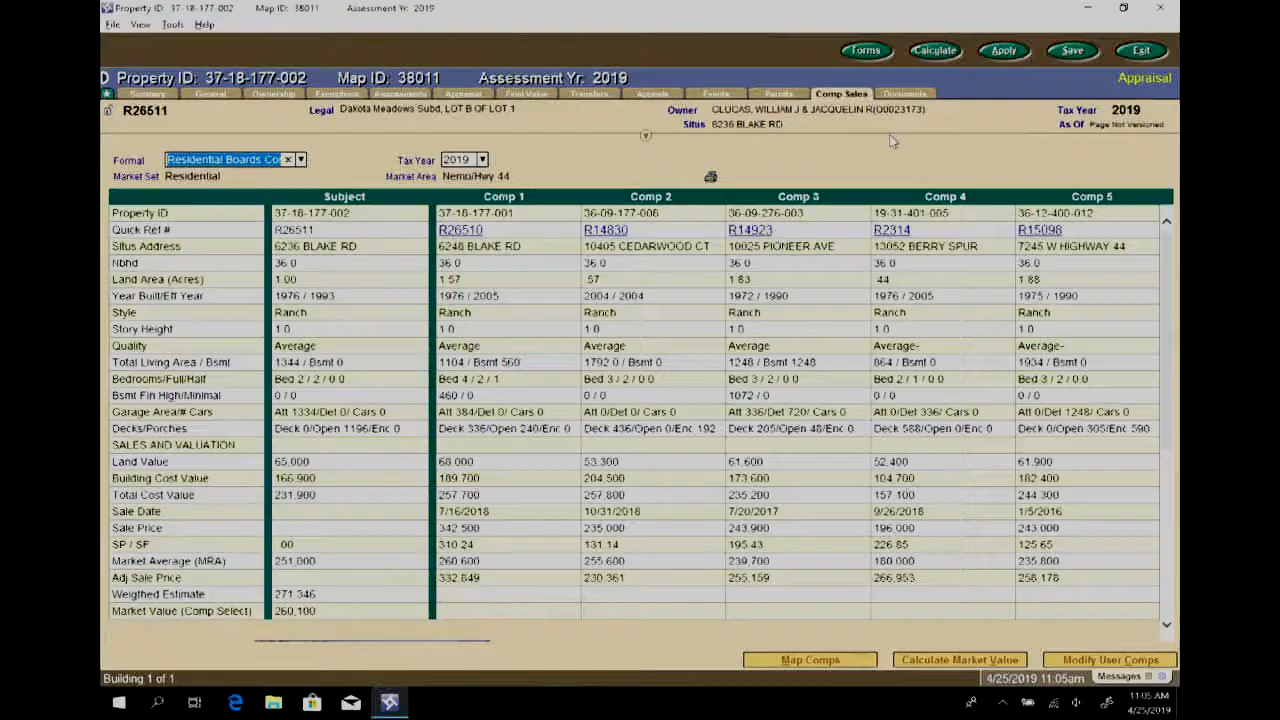 Property ID: 37-18-177-002 Map ID: 38011 Assessment Yr: 2019
File View Tools Help
Forms Calculate Apply Save Exit
Property ID: 37-18-177-002 Map ID: 38011 Assessment Yr: 2019 Appraisal
Summary General Ownership Exemptions Assessments Appraisal Final Value Transfers Appeals Events Permits Comp Sales Documents
R26511 Legal Dakota Meadows Subd, LOT B OF LOT 1 Owner CLUCAS, WILLIAM J & JACQUELIN R(O0023173) Tax Year 2019
Situs 6236 BLAKE RD As Of Page Not Versioned
Format Residential Boards Co Tax Year 2019
Market Set Residential Market Area Nemo/Hwy 44
Subject Comp 1 Comp 2 Comp 3 Comp 4 Comp 5
Property ID 37-18-177-002 37-18-177-001 36-09-177-008 36-09-276-003 19-31-401-005 36-12-400-012
Quick Ref # R26511 R26510 R14830 R14923 R2314 R15098
Situs Address 6236 BLAKE RD 6248 BLAKE RD 10405 CEDARWOOD CT 10025 PIONEER AVE 13052 BERRY SPUR 7245 W HIGHWAY 44
Nbhd 36.0 36.0 36.0 36.0 36.0 36.0
Land Area (Acres) 1.00 1.57 .57 1.83 .44 1.88
Year Built/Eff Year 1976 / 1993 1976 / 2005 2004 / 2004 1972 / 1990 1976 / 2005 1975 / 1990
Style Ranch Ranch Ranch Ranch Ranch Ranch
Story Height 1.0 1.0 1.0 1.0 1.0 1.0
Quality Average Average Average Average Average- Average-
Total Living Area / Bsmt 1344 / Bsmt 0 1104 / Bsmt 560 1792.0 / Bsmt 0 1248 / Bsmt 1248 864 / Bsmt 0 1934 / Bsmt 0
Bedrooms/Full/Half Bed 2 / 2 / 0.0 Bed 4 / 2 / 1 Bed 3 / 2 / 0.0 Bed 3 / 2 / 0.0 Bed 2 / 1 / 0.0 Bed 3 / 2 / 0.0
Bsmt Fin High/Minimal 0 / 0 460 / 0 0 / 0 1072 / 0 0 / 0 0 / 0
Garage Area/# Cars Att 1334/Det 0/ Cars 0 Att 384/Det 0/ Cars 0 Att 0/Det 0/ Cars 0 Att 336/Det 720/ Cars 0 Att 0/Det 336/ Cars 0 Att 0/Det 1248/ Cars 0
Decks/Porches Deck 0/Open 1196/Enc 0 Deck 336/Open 240/Enc 0 Deck 436/Open 0/Enc 192 Deck 205/Open 48/Enc 0 Deck 588/Open 0/Enc 0 Deck 0/Open 305/Enc 590
SALES AND VALUATION
Land Value 65,000 68,000 53,300 61,600 52,400 61,900
Building Cost Value 166,900 189,700 204,500 173,600 104,700 182,400
Total Cost Value 231,900 257,700 257,800 235,200 157,100 244,300
Sale Date 7/16/2018 10/31/2018 7/20/2017 9/26/2018 1/5/2016
Sale Price 342,500 235,000 243,900 196,000 243,000
SP / SF .00 310.24 131.14 195.43 226.85 125.65
Market Average (MRA) 251,000 260,600 255,600 239,700 180,000 235,800
Adj Sale Price 332,849 230,361 255,159 266,953 258,178
Weigthed Estimate 271,346
Market Value (Comp Select) 260,100
Map Comps Calculate Market Value Modify User Comps
Building 1 of 1 4/25/2019 11:05am Messages
11:05 AM
4/25/2019